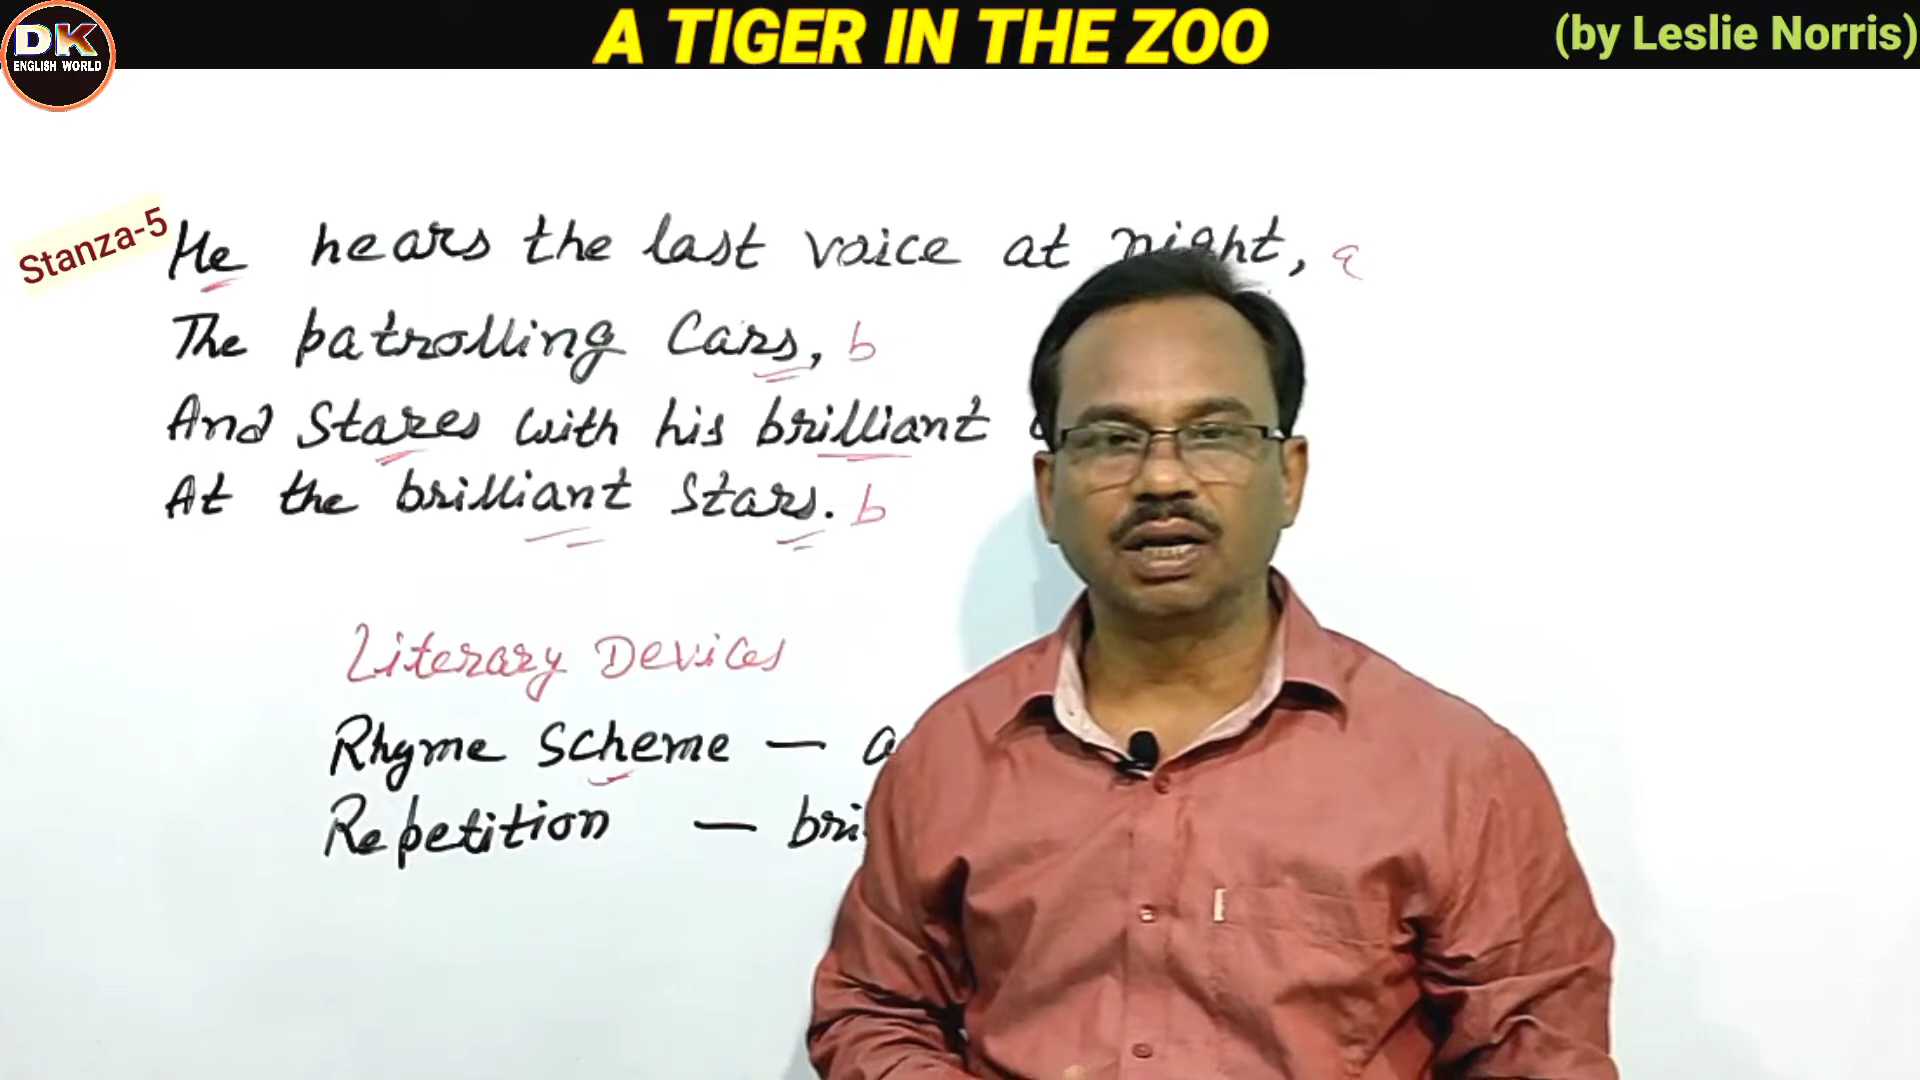 DK
ENGLISH WORLD
A TIGER IN THE ZOO
(by Leslie Norris)
Stanza-5
He hears the last voice at night, a
The patrolling Cars, b
And Stares with his brilliant
At the brilliant Stars. b
Literary Devices
Rhyme Scheme — a
Repetition — bri